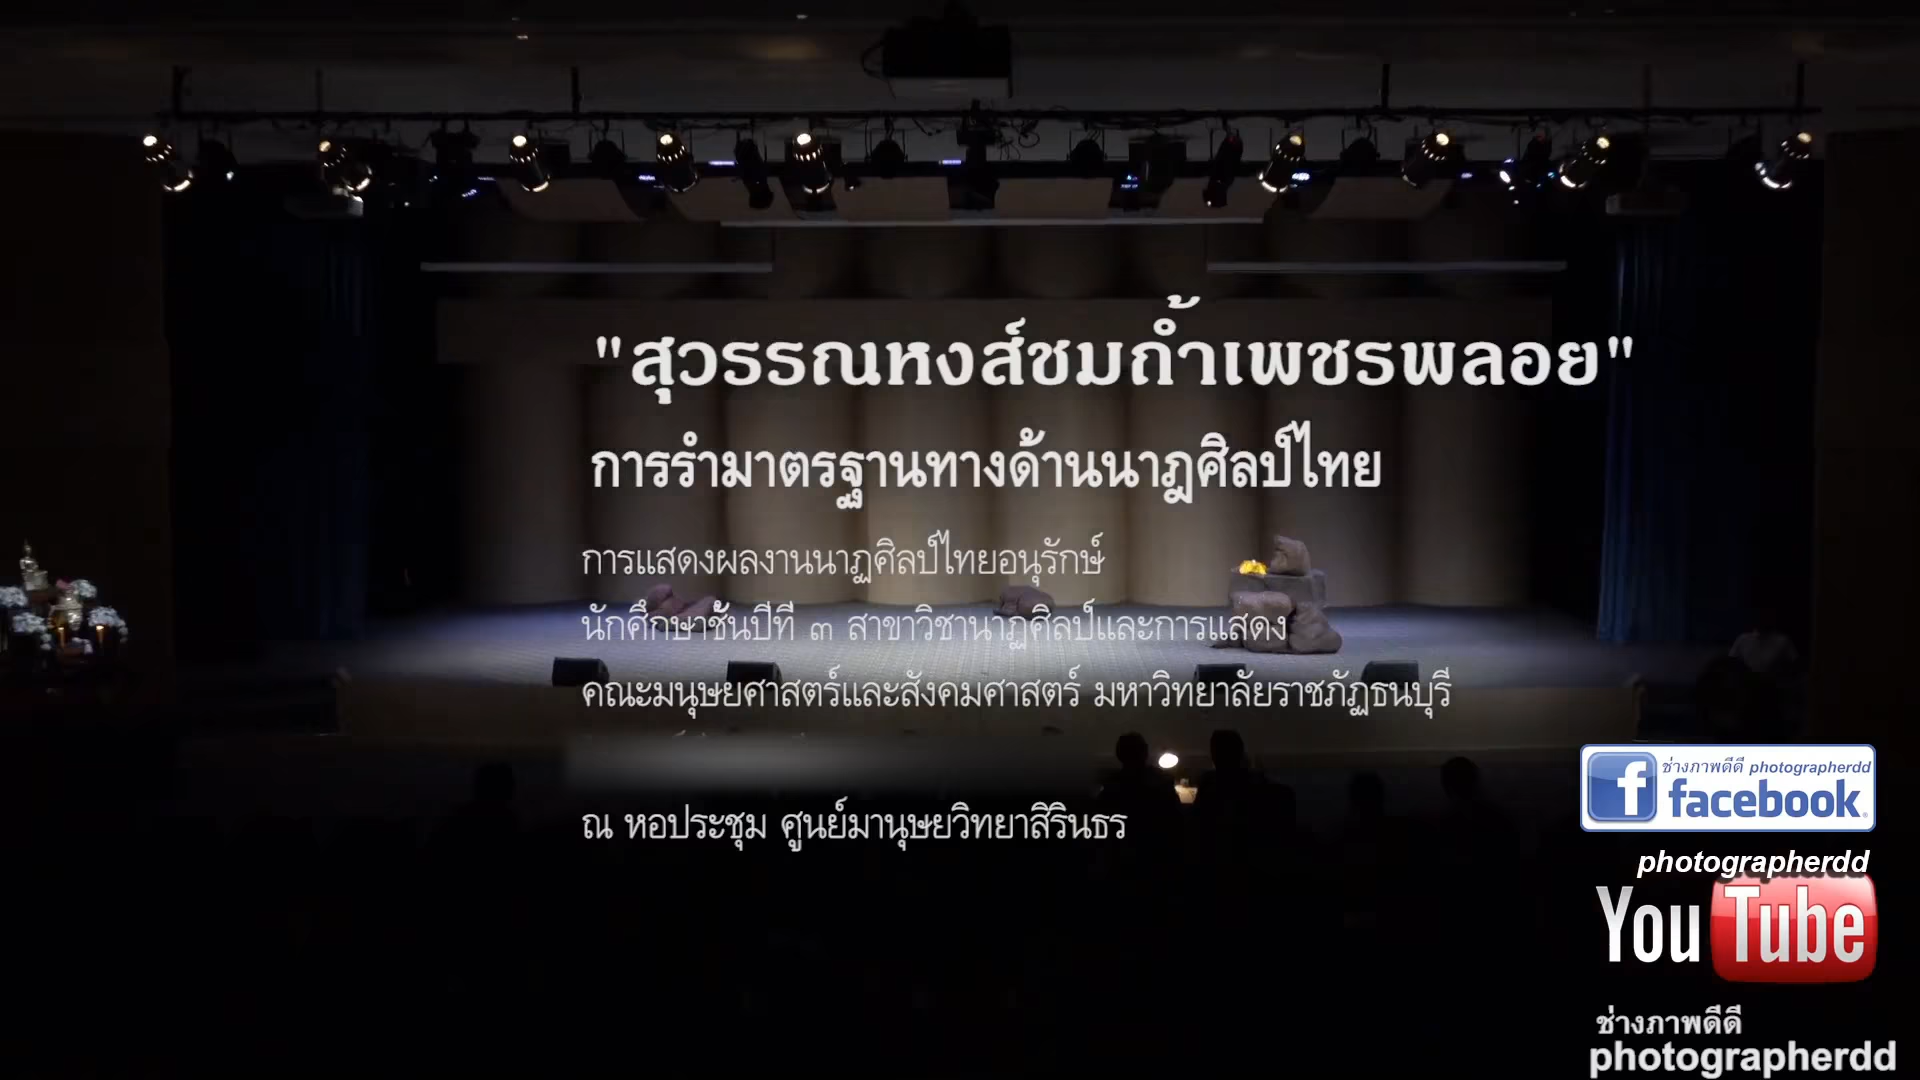 "สุวรรณหงส์ชมถ้ำเพชรพลอย"
การรำมาตรฐานทางด้านนาฎศิลป์ไทย
การแสดงผลงานนาฏศิลป์ไทยอนุรักษ์
นักศึกษาชั้นปีที่ ๓ สาขาวิชานาฏศิลป์และการแสดง
คณะมนุษยศาสตร์และสังคมศาสตร์ มหาวิทยาลัยราชภัฏธนบุรี
ณ หอประชุม ศูนย์มานุษยวิทยาสิรินธร
ช่างภาพดีดี photographerdd
facebook
photographerdd
YouTube
ช่างภาพดีดี
photographerdd